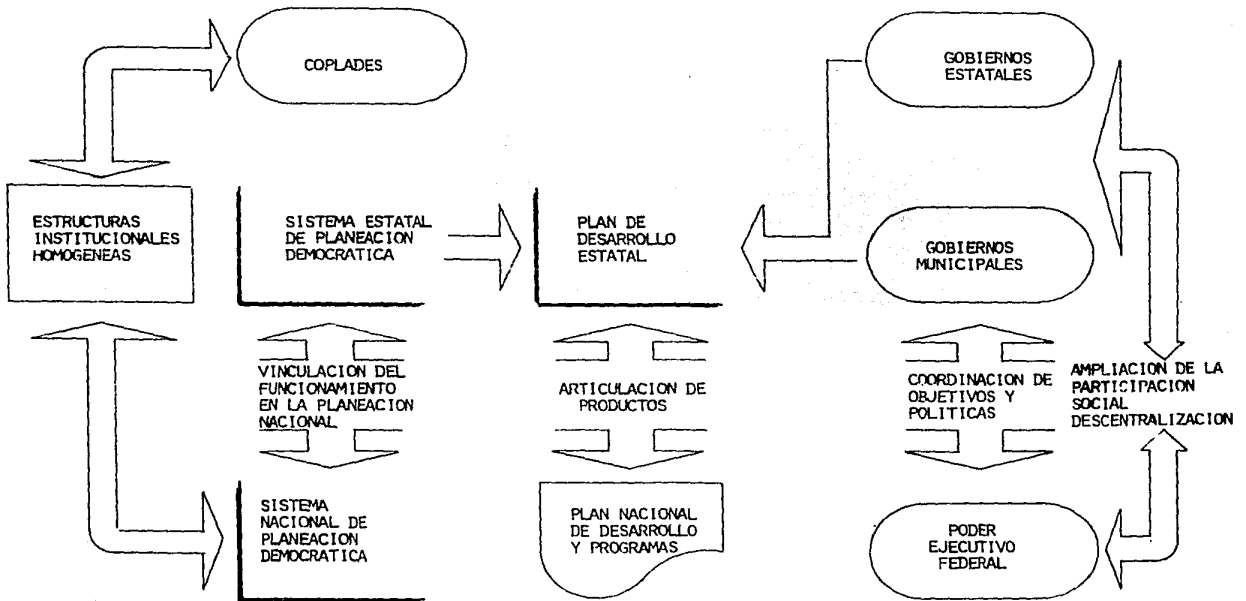 COPLADES
GOBIERNOS
ESTATALES
ESTRUCTURAS
INSTITUCIONALES
HOMOGENEAS
SISTEMA ESTATAL
DE PLANEACION
DEMOCRATICA
PLAN DE
DESARROLLO
ESTATAL
GOBIERNOS
MUNICIPALES
VINCULACION DEL
FUNCIONAMIENTO
EN LA PLANEACION
NACIONAL
ARTICULACION DE
PRODUCTOS
COORDINACION DE
OBJETIVOS Y
POLITICAS
AMPLIACION DE LA
PARTICIPACION
SOCIAL
DESCENTRALIZACION
SISTEMA
NACIONAL DE
PLANEACION
DEMOCRATICA
PLAN NACIONAL
DE DESARROLLO
Y PROGRAMAS
PODER
EJECUTIVO
FEDERAL